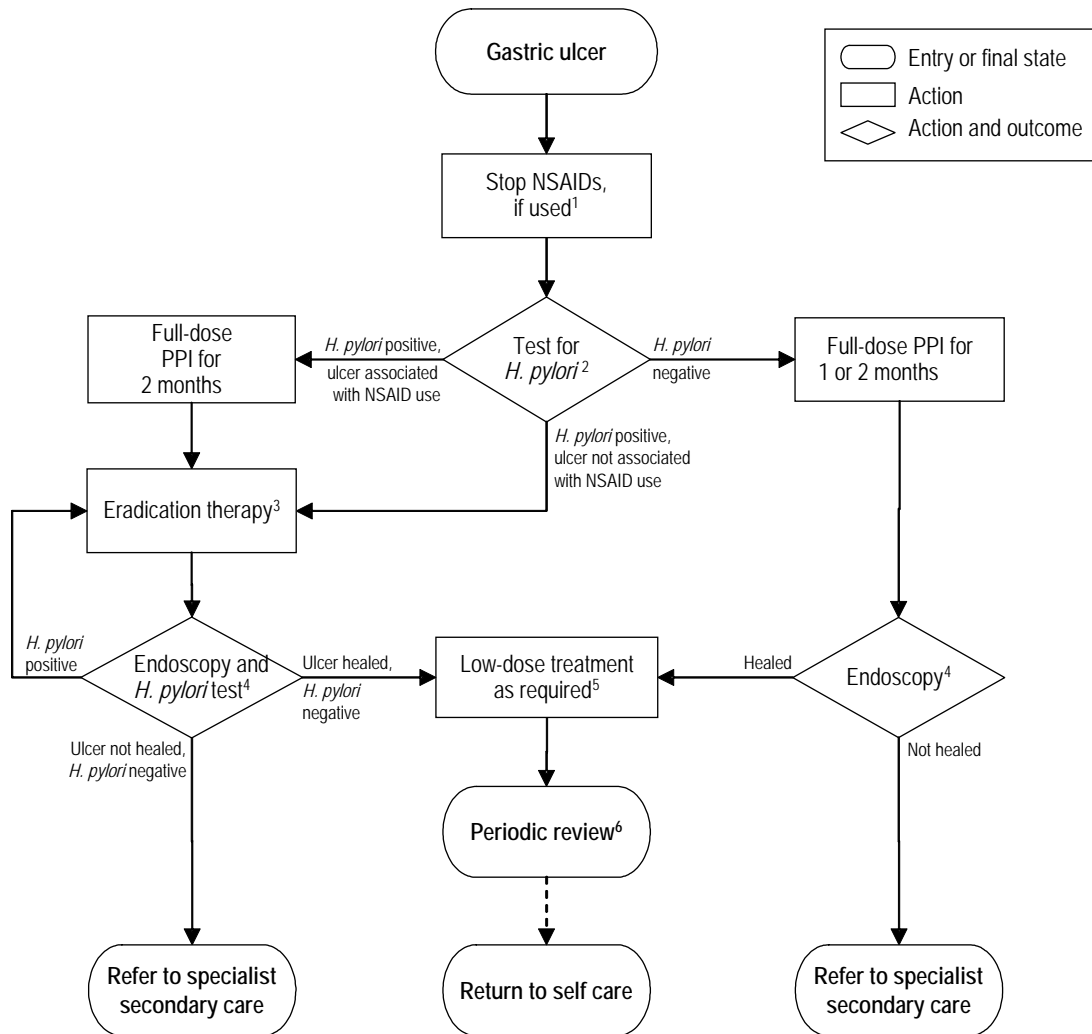 Gastric ulcer
Entry or final state
Action
Action and outcome
Stop NSAIDs,
if used1
Full-dose
PPI for
2 months
H. pylori positive,
ulcer associated
with NSAID use
Test for
H. pylori 2
H. pylori
negative
Full-dose PPI for
1 or 2 months
H. pylori positive,
ulcer not associated
with NSAID use
Eradication therapy3
H. pylori
positive
Endoscopy and
H. pylori test4
Ulcer healed,
H. pylori
negative
Low-dose treatment
as required5
Healed
Endoscopy4
Ulcer not healed,
H. pylori negative
Not healed
Periodic review6
Refer to specialist
secondary care
Return to self care
Refer to specialist
secondary care